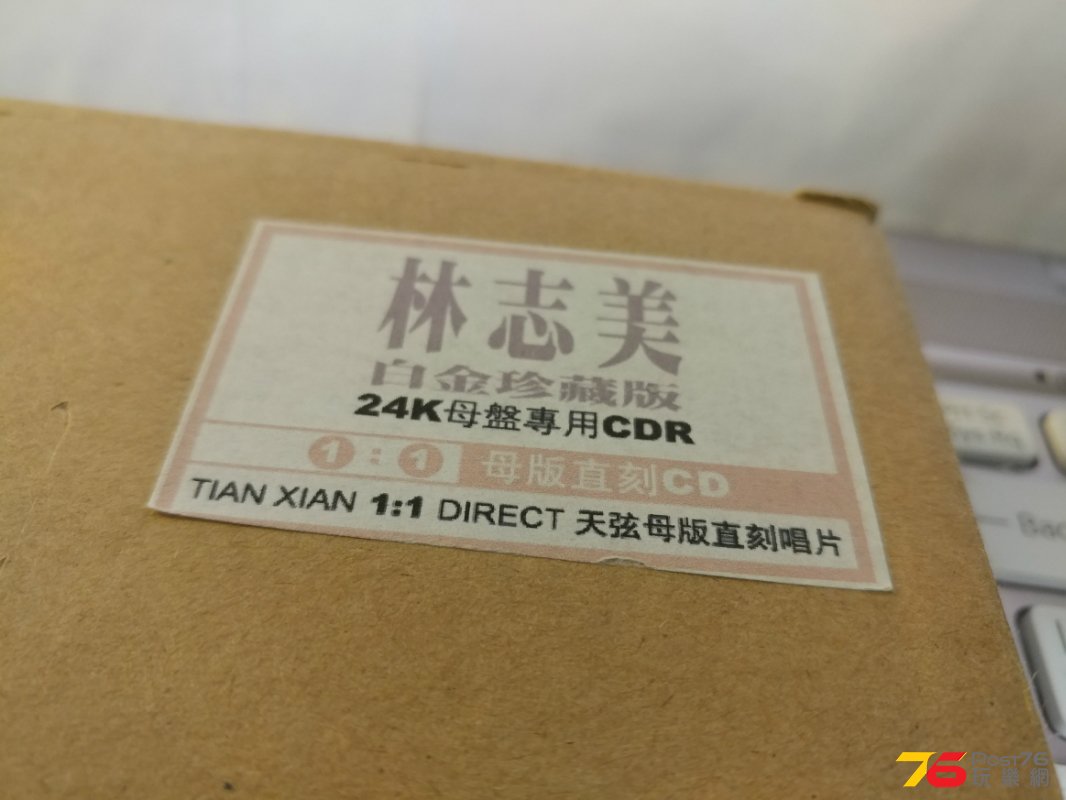 林志美
白金珍藏版
24K母盤專用CDR
1:1 母版直刻CD
TIAN XIAN 1:1 DIRECT 天弦母版直刻唱片
Bac
76 Post76
玩樂網